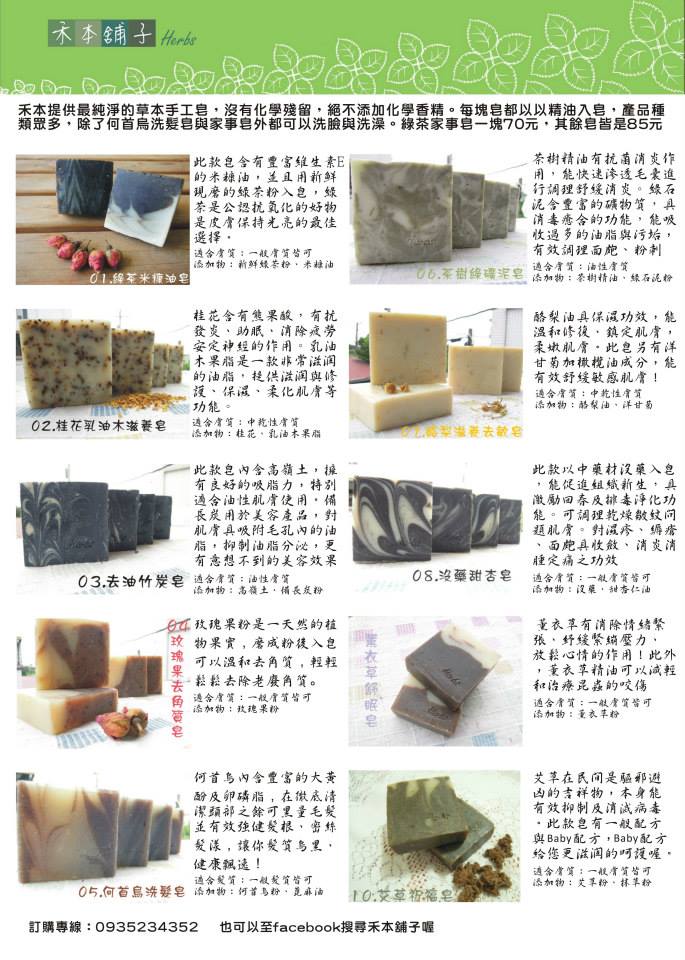 禾本舖子 Herbs
禾本提供最純淨的草本手工皂，沒有化學殘留，絕不添加化學香精。每塊皂都以以精油入皂，產品種
類眾多，除了何首烏洗髮皂與家事皂外都可以洗臉與洗澡。綠茶家事皂一塊70元，其餘皂皆是85元
01.綠茶米糠油皂
此款皂含有豐富維生素E
的米糠油，並且用新鮮
現磨的綠茶粉入皂，綠
茶是公認抗氧化的好物
是皮膚保持光亮的最佳
選擇。
適合膚質：一般膚質皆可
添加物：新鮮綠茶粉、米糠油
02.桂花乳油木滋養皂
桂花含有熊果酸，有抗
發炎、助眠、消除疲勞
安定神經的作用。乳油
木果脂是一款非常滋潤
的油脂，提供滋潤與修
護、保濕、柔化肌膚等
功能。
適合膚質：中乾性膚質
添加物：桂花、乳油木果脂
03.去油竹炭皂
此款皂內含高嶺土，擁
有良好的吸脂力，特別
適合油性肌膚使用。備
長炭用於美容產品，對
肌膚具吸附毛孔內的油
脂，抑制油脂分泌，更
有意想不到的美容效果
適合膚質：油性膚質
添加物：高嶺土、備長炭粉
04.玫瑰果去角質皂
玫瑰果粉是一天然的植
物果實，磨成粉後入皂
可以溫和去角質，輕輕
鬆鬆去除老廢角質。
適合膚質：一般膚質皆可
添加物：玫瑰果粉
05.何首烏洗髮皂
何首烏內含豐富的大黃
酚及卵磷脂，在徹底清
潔頭部之餘可黑量毛髮
並有效強健髮根、密絲
髮漾，讓你髮質烏黑、
健康飄逸！
適合髮質：一般髮質皆可
添加物：何首烏粉、蓖麻油
06.茶樹綠礦泥皂
茶樹精油有抗菌消炎作
用，能快速滲透毛囊進
行調理舒緩消炎。綠石
泥含豐富的礦物質，具
消毒癒合的功能，能吸
收過多的油脂與污垢，
有效調理面皰、粉刺
適合膚質：油性膚質
添加物：茶樹精油、綠石泥粉
07.酪梨滋養去敏皂
酪梨油具保濕功效，能
溫和修復、鎮定肌膚，
柔嫩肌膚。此皂另有洋
甘菊加橄欖油成分，能
有效舒緩敏感肌膚！
適合膚質：中乾性膚質
添加物：酪梨油、洋甘菊
08.沒藥甜杏皂
此款以中藥材沒藥入皂
，能促進組織新生，具
激勵回春及排毒淨化功
能。可調理乾燥皺紋問
題肌膚。對濕疹、褥瘡
、面皰具收斂、消炎消
腫定痛之功效
適合膚質：一般膚質皆可
添加物：沒藥、甜杏仁油
薰衣草舒眠皂
薰衣草有消除情緒緊
張、紓緩緊繃壓力，
放鬆心情的作用！此外
，薰衣草精油可以減輕
和治療昆蟲的咬傷
適合膚質：一般膚質皆可
添加物：薰衣草粉
10.艾草祈福皂
艾草在民間是驅邪避
凶的吉祥物，本身能
有效抑制及消滅病毒
。此款皂有一般配方
與Baby配方，Baby配方
給您更滋潤的呵護喔。
適合膚質：一般膚質皆可
添加物：艾草粉、抹草粉
訂購專線：0935234352 也可以至facebook搜尋禾本舖子喔